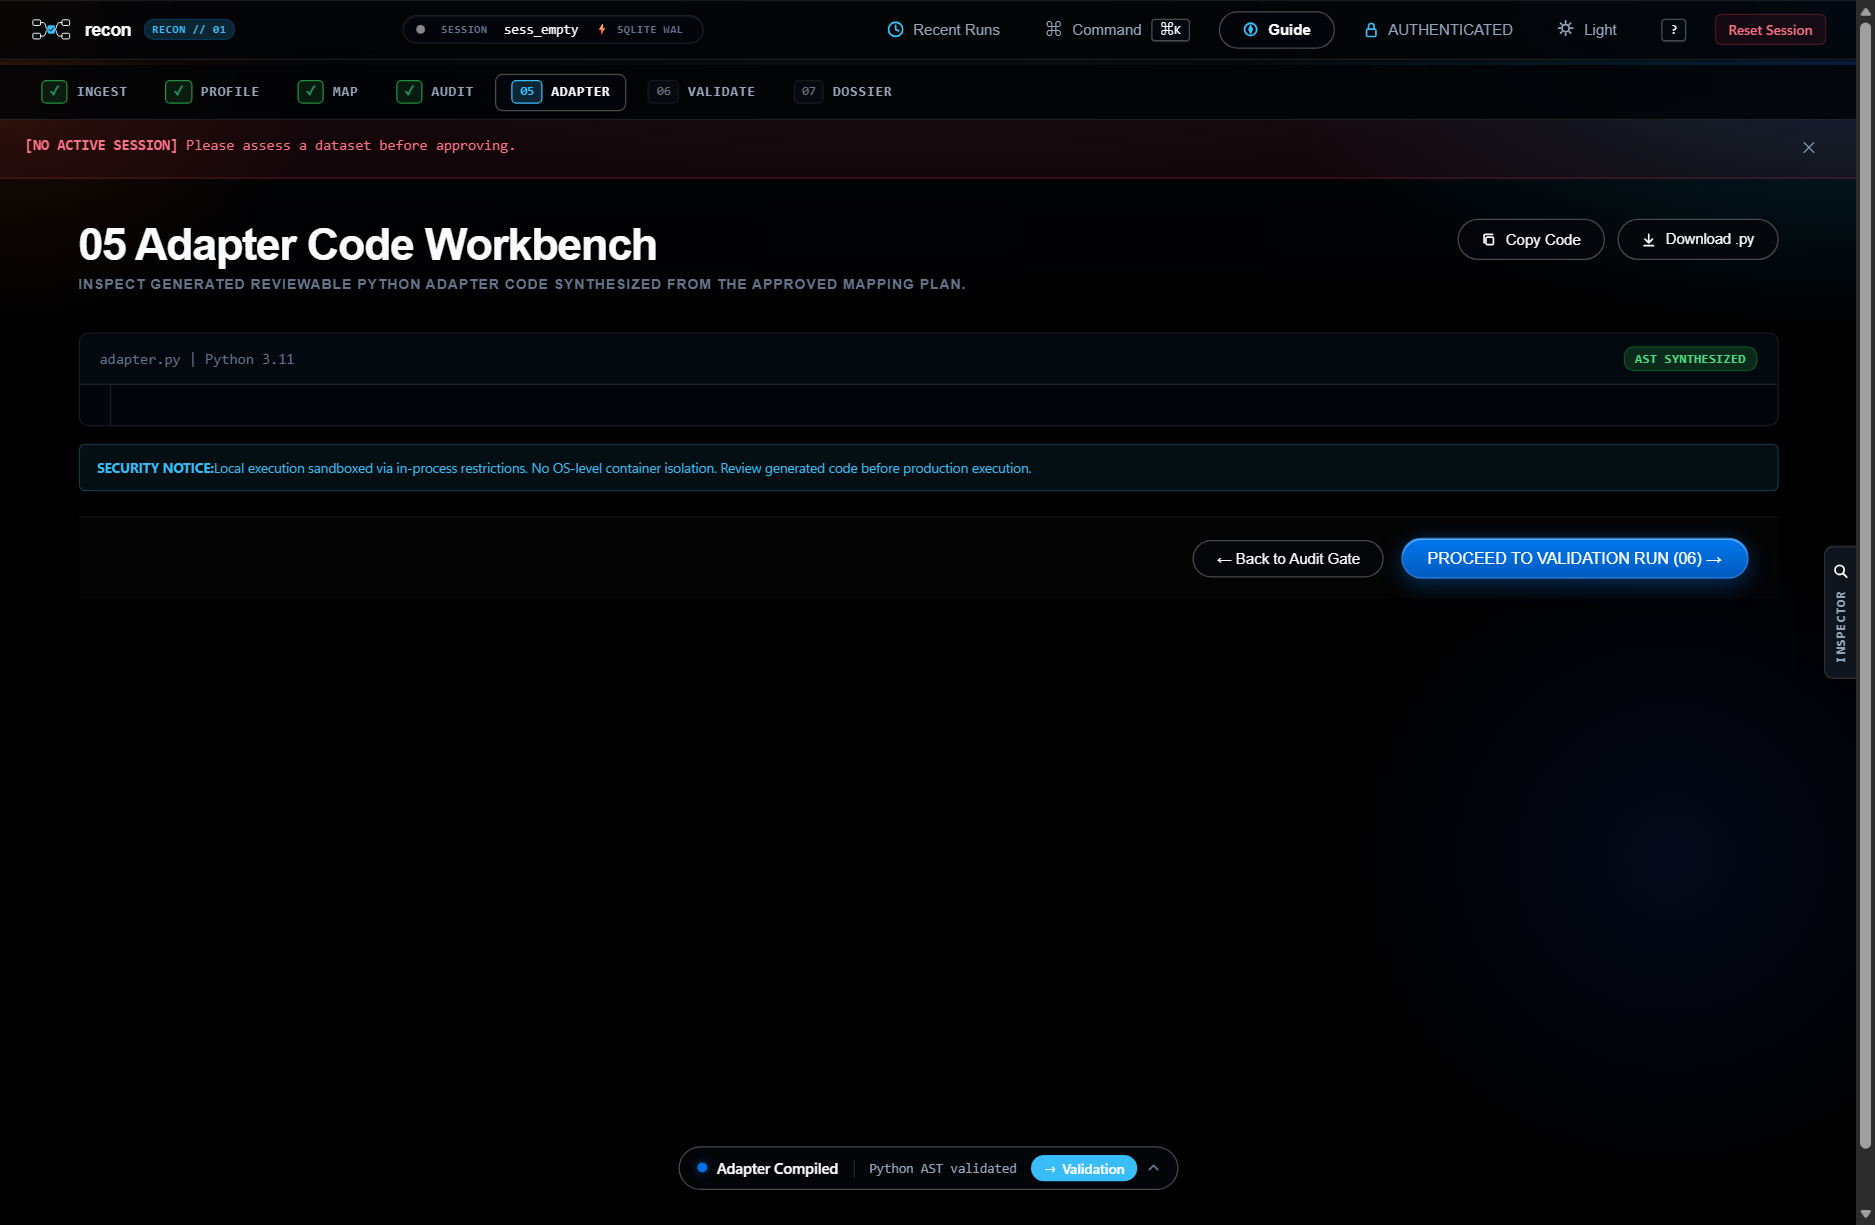 recon RECON // 01 SESSION sess_empty SQLITE WAL Recent Runs Command ⌘K Guide AUTHENTICATED Light ? Reset Session
✓ INGEST ✓ PROFILE ✓ MAP ✓ AUDIT 05 ADAPTER 06 VALIDATE 07 DOSSIER
[NO ACTIVE SESSION] Please assess a dataset before approving.
05 Adapter Code Workbench
Copy Code Download .py
INSPECT GENERATED REVIEWABLE PYTHON ADAPTER CODE SYNTHESIZED FROM THE APPROVED MAPPING PLAN.
adapter.py | Python 3.11 AST SYNTHESIZED
SECURITY NOTICE:Local execution sandboxed via in-process restrictions. No OS-level container isolation. Review generated code before production execution.
← Back to Audit Gate PROCEED TO VALIDATION RUN (06) →
INSPECTOR
Adapter Compiled Python AST validated → Validation